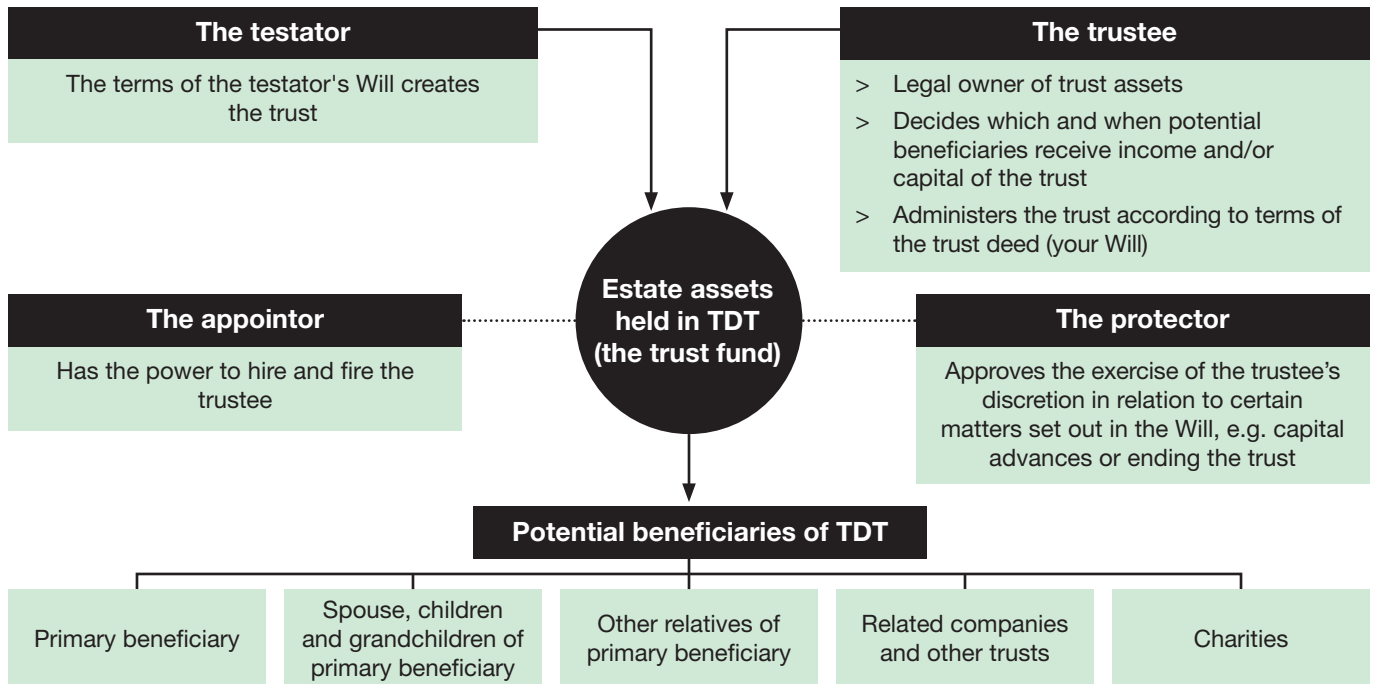 The testator
The terms of the testator's Will creates
the trust
The trustee
> Legal owner of trust assets
> Decides which and when potential
beneficiaries receive income and/or
capital of the trust
> Administers the trust according to terms of
the trust deed (your Will)
Estate assets
held in TDT
(the trust fund)
The appointor
Has the power to hire and fire the
trustee
The protector
Approves the exercise of the trustee’s
discretion in relation to certain
matters set out in the Will, e.g. capital
advances or ending the trust
Potential beneficiaries of TDT
Primary beneficiary
Spouse, children
and grandchildren of
primary beneficiary
Other relatives of
primary beneficiary
Related companies
and other trusts
Charities